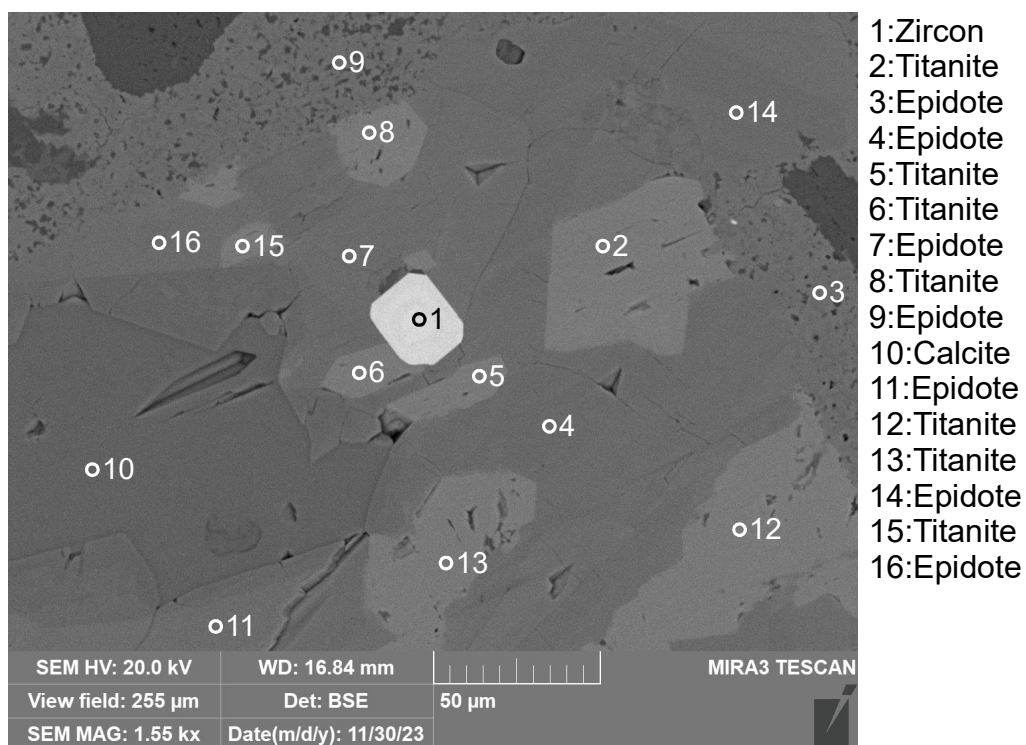 1:Zircon
2:Titanite
3:Epidote
4:Epidote
5:Titanite
6:Titanite
7:Epidote
8:Titanite
9:Epidote
10:Calcite
11:Epidote
12:Titanite
13:Titanite
14:Epidote
15:Titanite
16:Epidote
9
8
14
16
15
7
2
3
1
6
5
4
10
12
13
11
SEM HV: 20.0 kV WD: 16.84 mm MIRA3 TESCAN
View field: 255 µm Det: BSE 50 µm
SEM MAG: 1.55 kx Date(m/d/y): 11/30/23